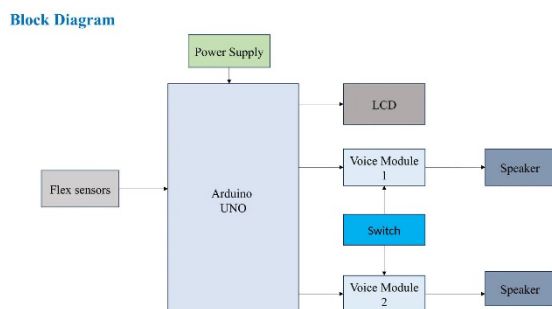 Block Diagram
Power Supply
LCD
Voice Module
1
Speaker
Flex sensors
Arduino
UNO
Switch
Voice Module
2
Speaker